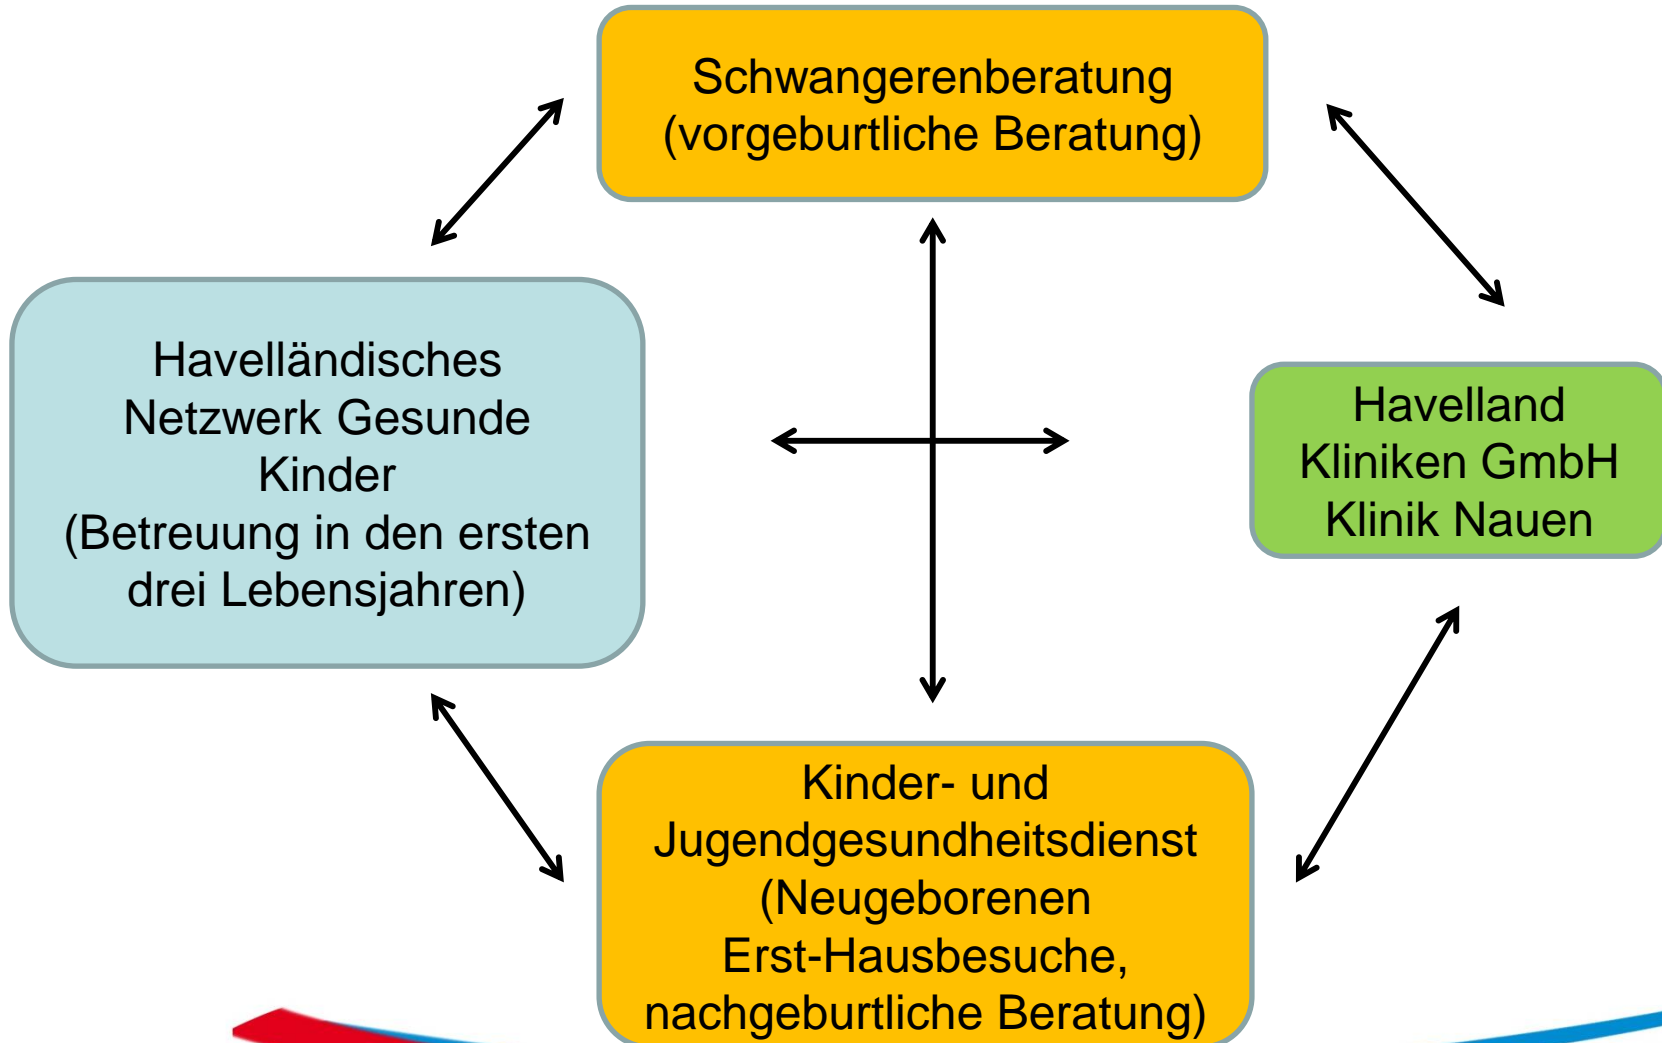 Schwangerenberatung
(vorgeburtliche Beratung)
Havelländisches
Netzwerk Gesunde
Kinder
(Betreuung in den ersten
drei Lebensjahren)
Havelland
Kliniken GmbH
Klinik Nauen
Kinder- und
Jugendgesundheitsdienst
(Neugeborenen
Erst-Hausbesuche,
nachgeburtliche Beratung)